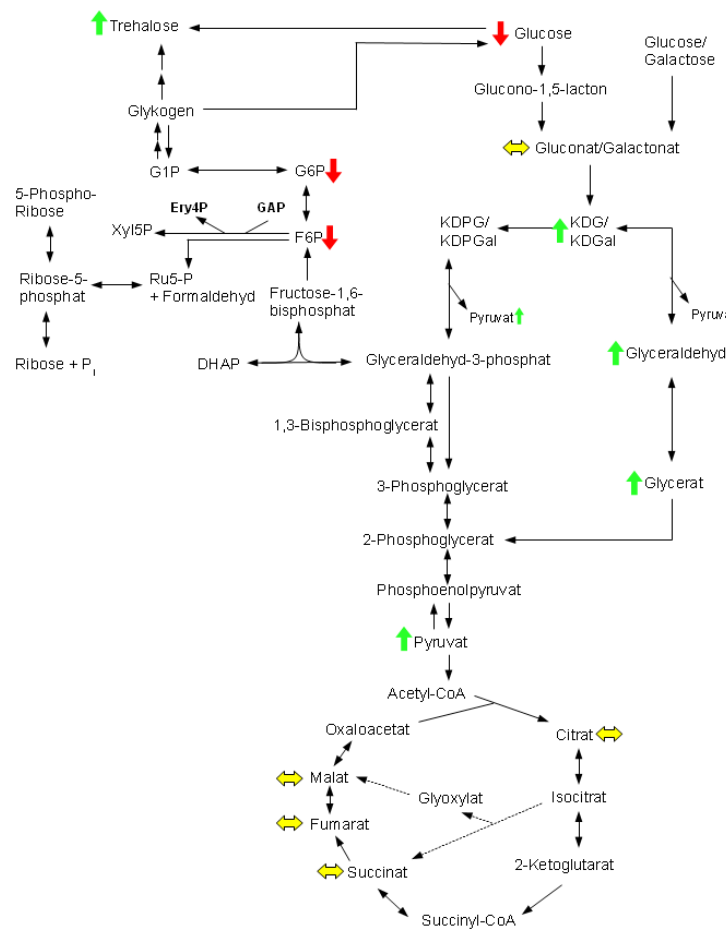 Trehalose
Glucose
Glucose/
Galactose
Glucono-1,5-lacton
Glykogen
Gluconat/Galactonat
G1P
G6P
5-Phospho-
Ribose
Ery4P
GAP
Xyl5P
F6P
KDPG/
KDPGal
KDG/
KDGal
Ribose-5-
phosphat
Ru5-P
+ Formaldehyd
Fructose-1,6-
bisphosphat
Pyruvat
Pyruva
Ribose + Pi
DHAP
Glyceraldehyd-3-phosphat
Glyceraldehyd
1,3-Bisphosphoglycerat
3-Phosphoglycerat
Glycerat
2-Phosphoglycerat
Phosphoenolpyruvat
Pyruvat
Acetyl-CoA
Oxaloacetat
Citrat
Malat
Glyoxylat
Isocitrat
Fumarat
Succinat
2-Ketoglutarat
Succinyl-CoA